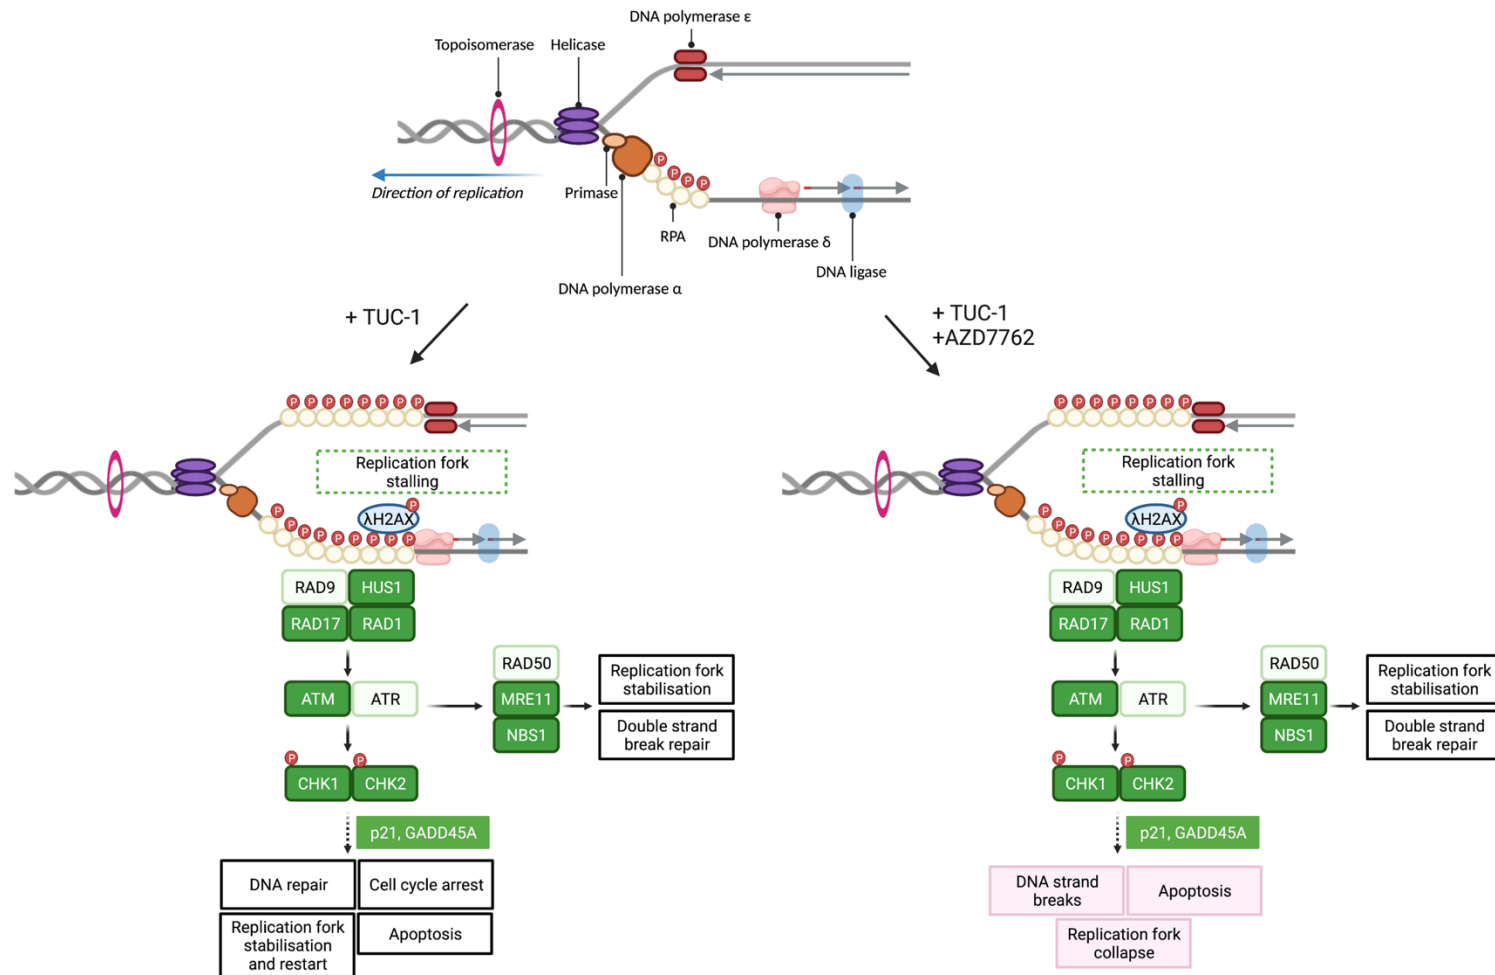 DNA polymerase ε
Topoisomerase
Helicase
P
P
P
P
Direction of replication
Primase
RPA
DNA polymerase δ
DNA ligase
DNA polymerase α
+ TUC-1
+ TUC-1
+AZD7762
P P P P P P P P
Replication fork
stalling
P
λH2AX
P P P P P P P P P
RAD9
HUS1
RAD17
RAD1
ATM
ATR
RAD50
MRE11
NBS1
Replication fork
stabilisation
Double strand
break repair
P
P
CHK1
CHK2
p21, GADD45A
DNA repair
Cell cycle arrest
Replication fork
stabilisation
and restart
Apoptosis
P P P P P P P P
Replication fork
stalling
P
λH2AX
P P P P P P P P P
RAD9
HUS1
RAD17
RAD1
ATM
ATR
RAD50
MRE11
NBS1
Replication fork
stabilisation
Double strand
break repair
P
P
CHK1
CHK2
p21, GADD45A
DNA strand
breaks
Apoptosis
Replication fork
collapse